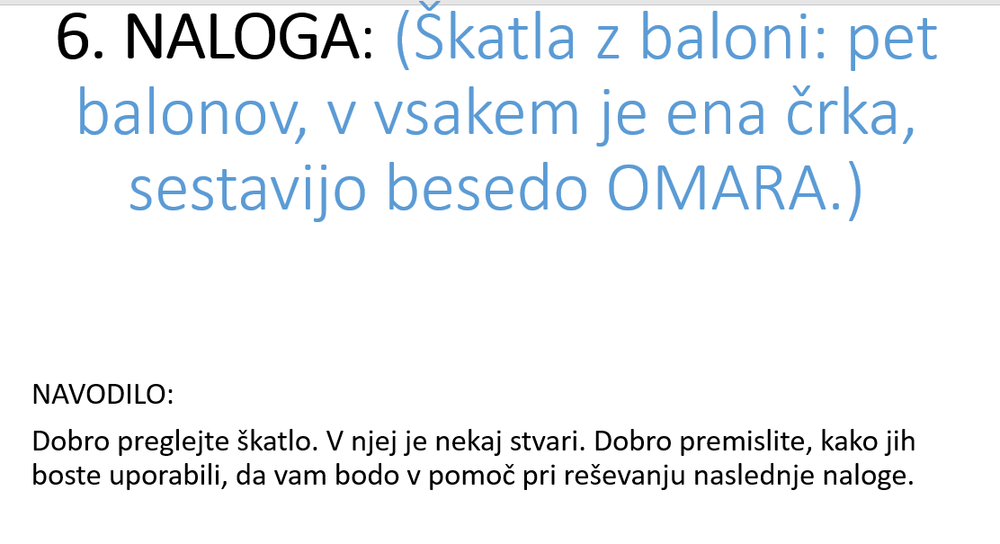 6. NALOGA: (Škatla z baloni: pet
balonov, v vsakem je ena črka,
sestavijo besedo OMARA.)
NAVODILO:
Dobro preglejte škatlo. V njej je nekaj stvari. Dobro premislite, kako jih
boste uporabili, da vam bodo v pomoč pri reševanju naslednje naloge.